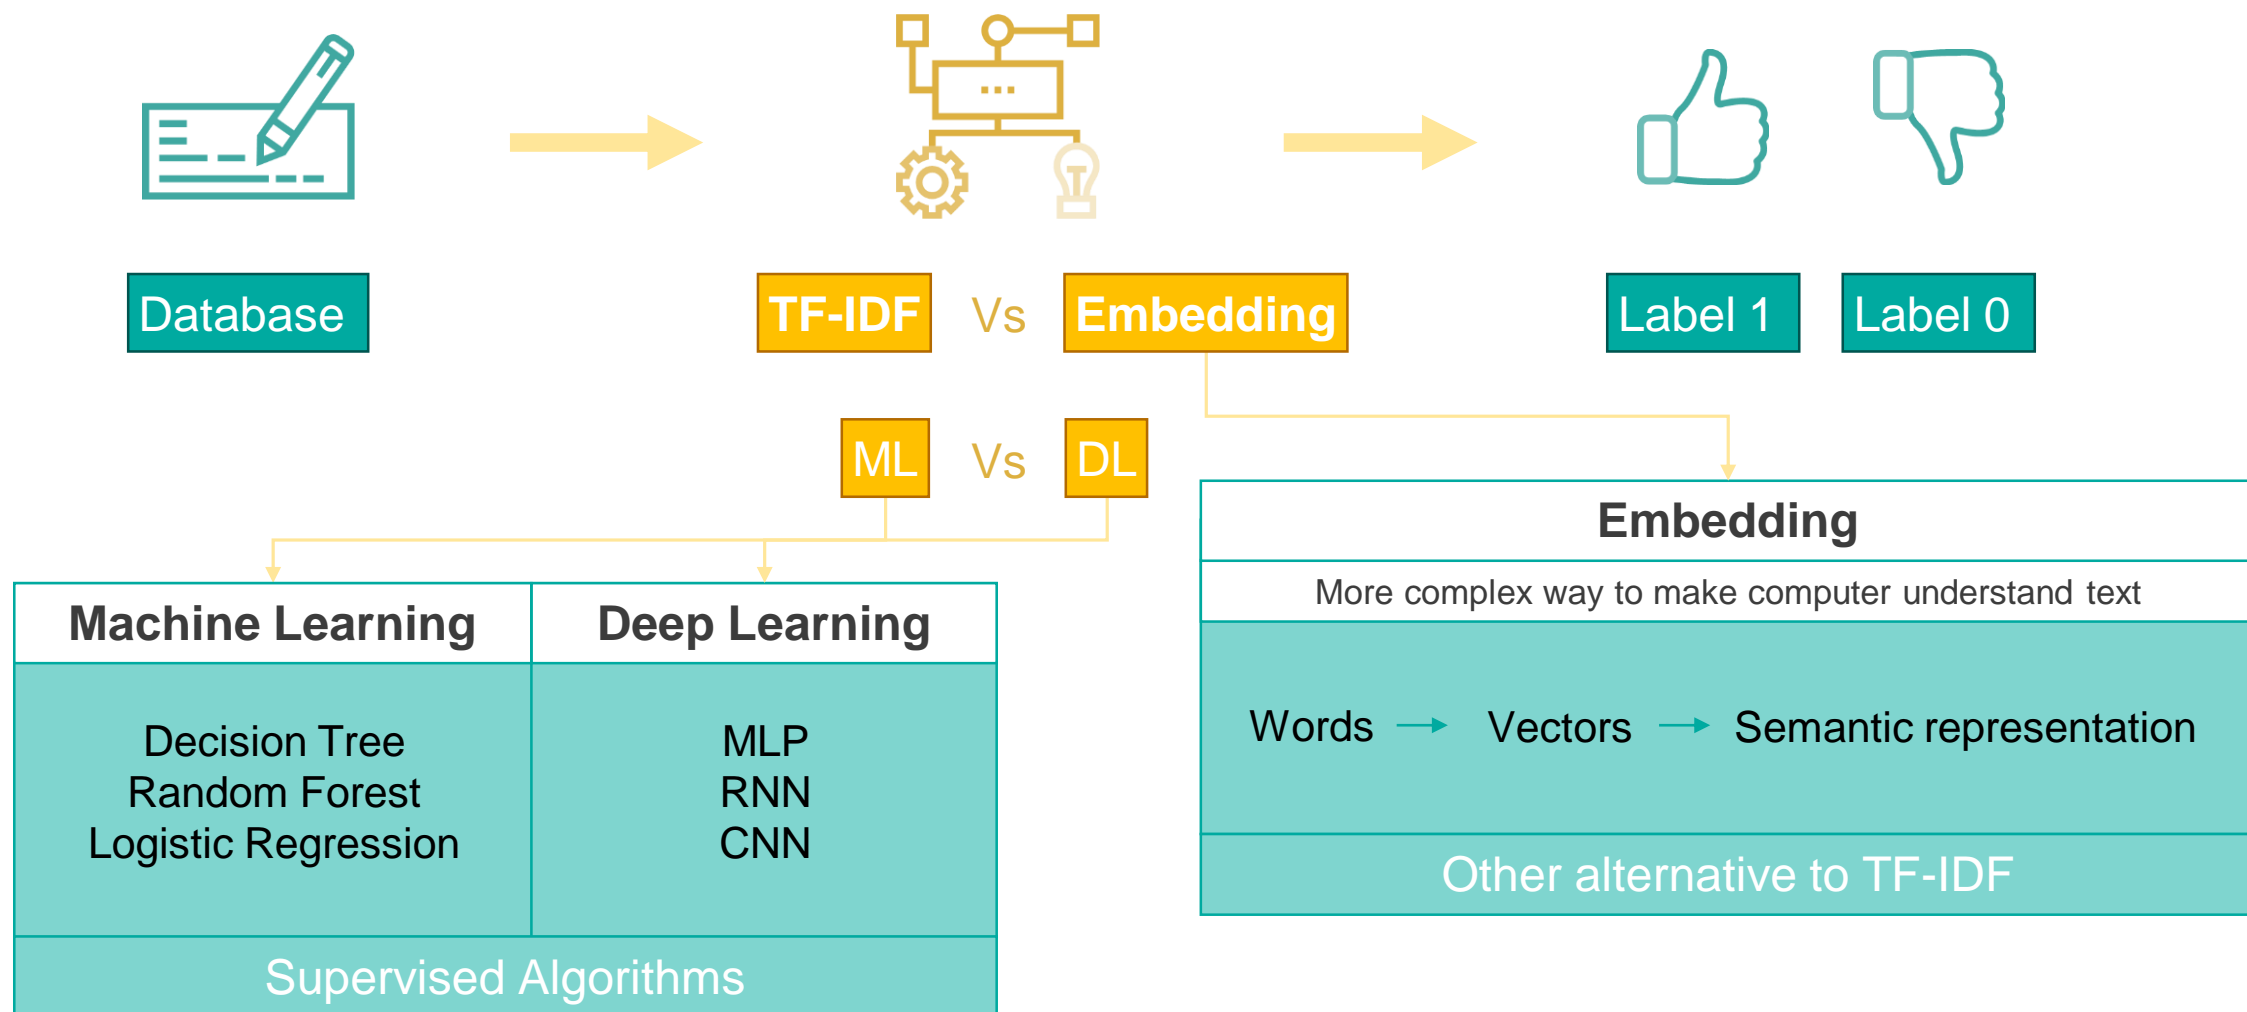 Database
TF-IDF Vs Embedding
Label 1 Label 0
ML Vs DL
Machine Learning
Deep Learning
Decision Tree
Random Forest
Logistic Regression
MLP
RNN
CNN
Supervised Algorithms
Embedding
More complex way to make computer understand text
Words → Vectors → Semantic representation
Other alternative to TF-IDF